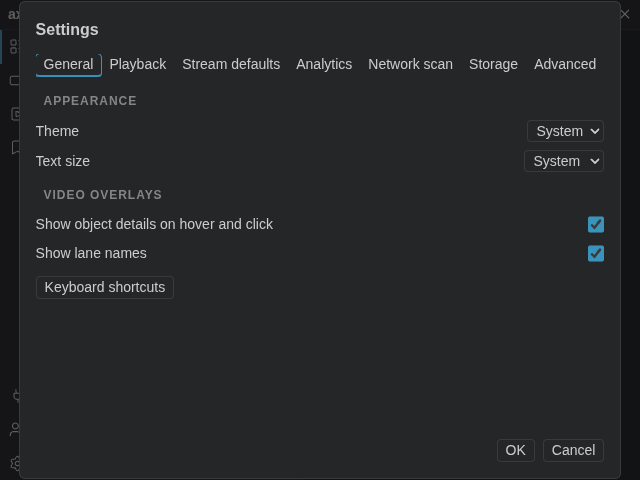 Settings
General Playback Stream defaults Analytics Network scan Storage Advanced
APPEARANCE
Theme System
Text size System
VIDEO OVERLAYS
Show object details on hover and click
Show lane names
Keyboard shortcuts
OK Cancel